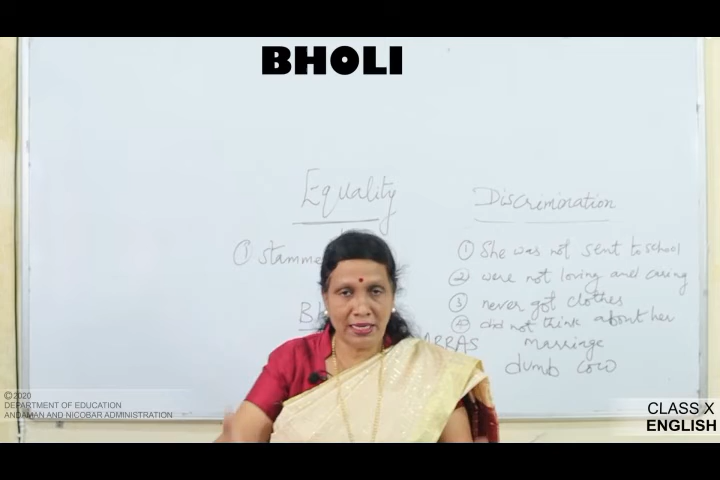 BHOLI
Equality
① stamme
B
Discrimination
① She was not sent to school
② were not loving and caring
③ never got clothes
④ did not think about her
marriage
dumb cow
©2020
DEPARTMENT OF EDUCATION
ANDAMAN AND NICOBAR ADMINISTRATION
CLASS X
ENGLISH